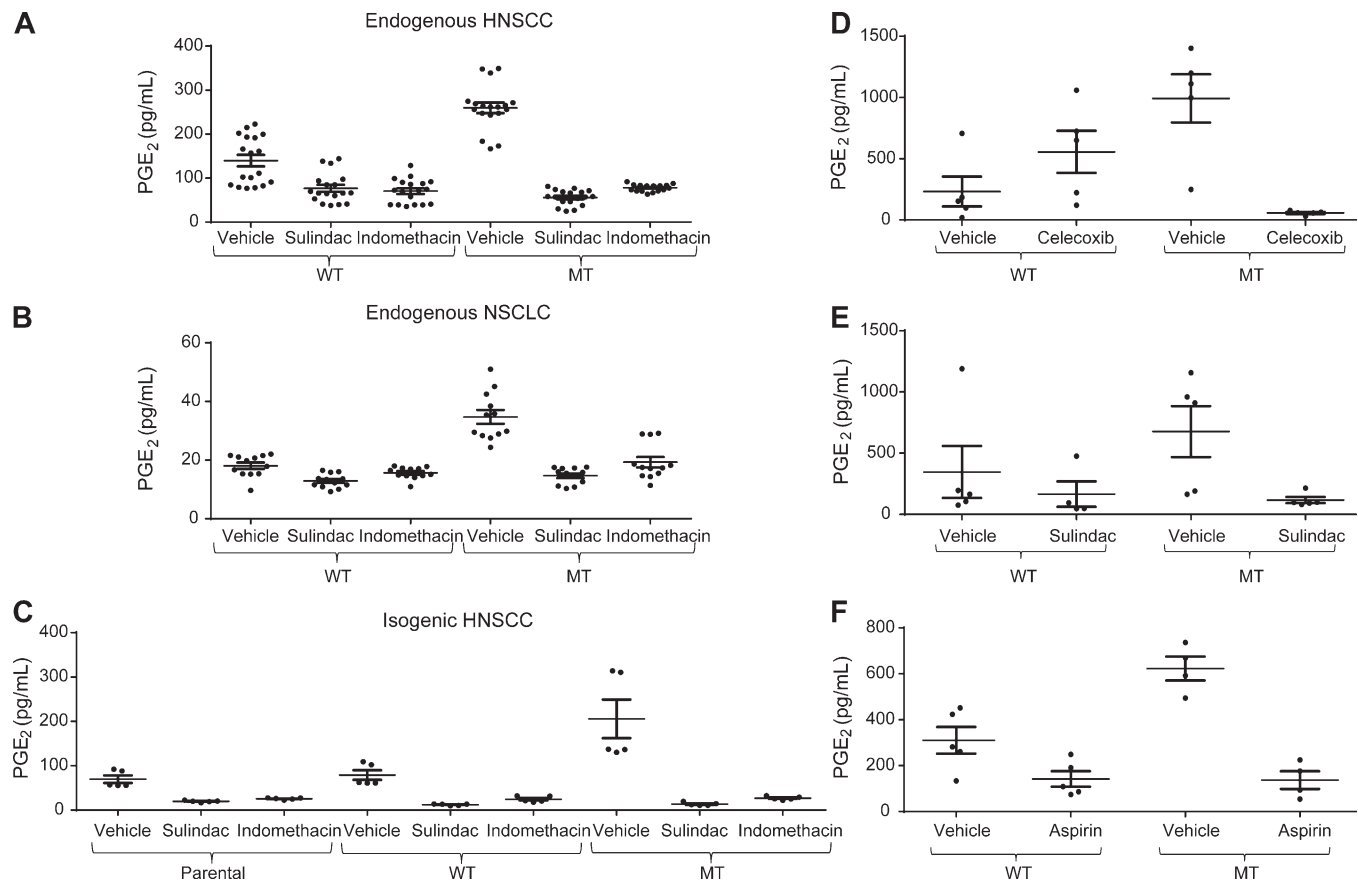 A
Endogenous HNSCC
PGE2 (pg/mL)
400
300
200
100
0
Vehicle Sulindac Indomethacin Vehicle Sulindac Indomethacin
WT MT
B
Endogenous NSCLC
PGE2 (pg/mL)
60
40
20
0
Vehicle Sulindac Indomethacin Vehicle Sulindac Indomethacin
WT MT
C
Isogenic HNSCC
PGE2 (pg/mL)
400
300
200
100
0
Vehicle Sulindac Indomethacin Vehicle Sulindac Indomethacin Vehicle Sulindac Indomethacin
Parental WT MT
D
PGE2 (pg/mL)
1500
1000
500
0
Vehicle Celecoxib Vehicle Celecoxib
WT MT
E
PGE2 (pg/mL)
1500
1000
500
0
Vehicle Sulindac Vehicle Sulindac
WT MT
F
PGE2 (pg/mL)
800
600
400
200
0
Vehicle Aspirin Vehicle Aspirin
WT MT